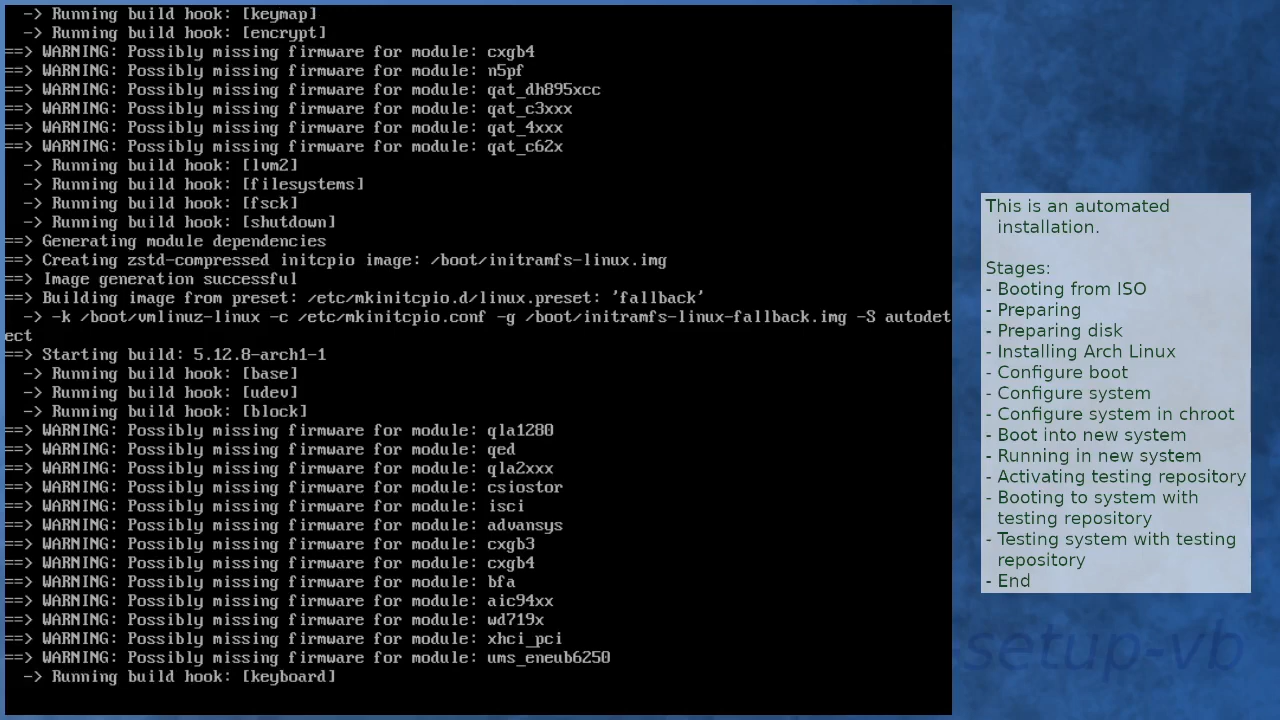 -> Running build hook: [keymap]
-> Running build hook: [encrypt]
==> WARNING: Possibly missing firmware for module: cxgb4
==> WARNING: Possibly missing firmware for module: n5pf
==> WARNING: Possibly missing firmware for module: qat_dh895xcc
==> WARNING: Possibly missing firmware for module: qat_c3xxx
==> WARNING: Possibly missing firmware for module: qat_4xxx
==> WARNING: Possibly missing firmware for module: qat_c62x
-> Running build hook: [lvm2]
-> Running build hook: [filesystems]
-> Running build hook: [fsck]
-> Running build hook: [shutdown]
==> Generating module dependencies
==> Creating zstd-compressed initcpio image: /boot/initramfs-linux.img
==> Image generation successful
==> Building image from preset: /etc/mkinitcpio.d/linux.preset: 'fallback'
-> -k /boot/vmlinuz-linux -c /etc/mkinitcpio.conf -g /boot/initramfs-linux-fallback.img -S autodet
ect
==> Starting build: 5.12.8-arch1-1
-> Running build hook: [base]
-> Running build hook: [udev]
-> Running build hook: [block]
==> WARNING: Possibly missing firmware for module: qla1280
==> WARNING: Possibly missing firmware for module: qed
==> WARNING: Possibly missing firmware for module: qla2xxx
==> WARNING: Possibly missing firmware for module: csiostor
==> WARNING: Possibly missing firmware for module: isci
==> WARNING: Possibly missing firmware for module: advansys
==> WARNING: Possibly missing firmware for module: cxgb3
==> WARNING: Possibly missing firmware for module: cxgb4
==> WARNING: Possibly missing firmware for module: bfa
==> WARNING: Possibly missing firmware for module: aic94xx
==> WARNING: Possibly missing firmware for module: wd719x
==> WARNING: Possibly missing firmware for module: xhci_pci
==> WARNING: Possibly missing firmware for module: ums_eneub6250
-> Running build hook: [keyboard]
This is an automated
installation.
Stages:
- Booting from ISO
- Preparing
- Preparing disk
- Installing Arch Linux
- Configure boot
- Configure system
- Configure system in chroot
- Boot into new system
- Running in new system
- Activating testing repository
- Booting to system with
testing repository
- Testing system with testing
repository
- End
-setup-vb